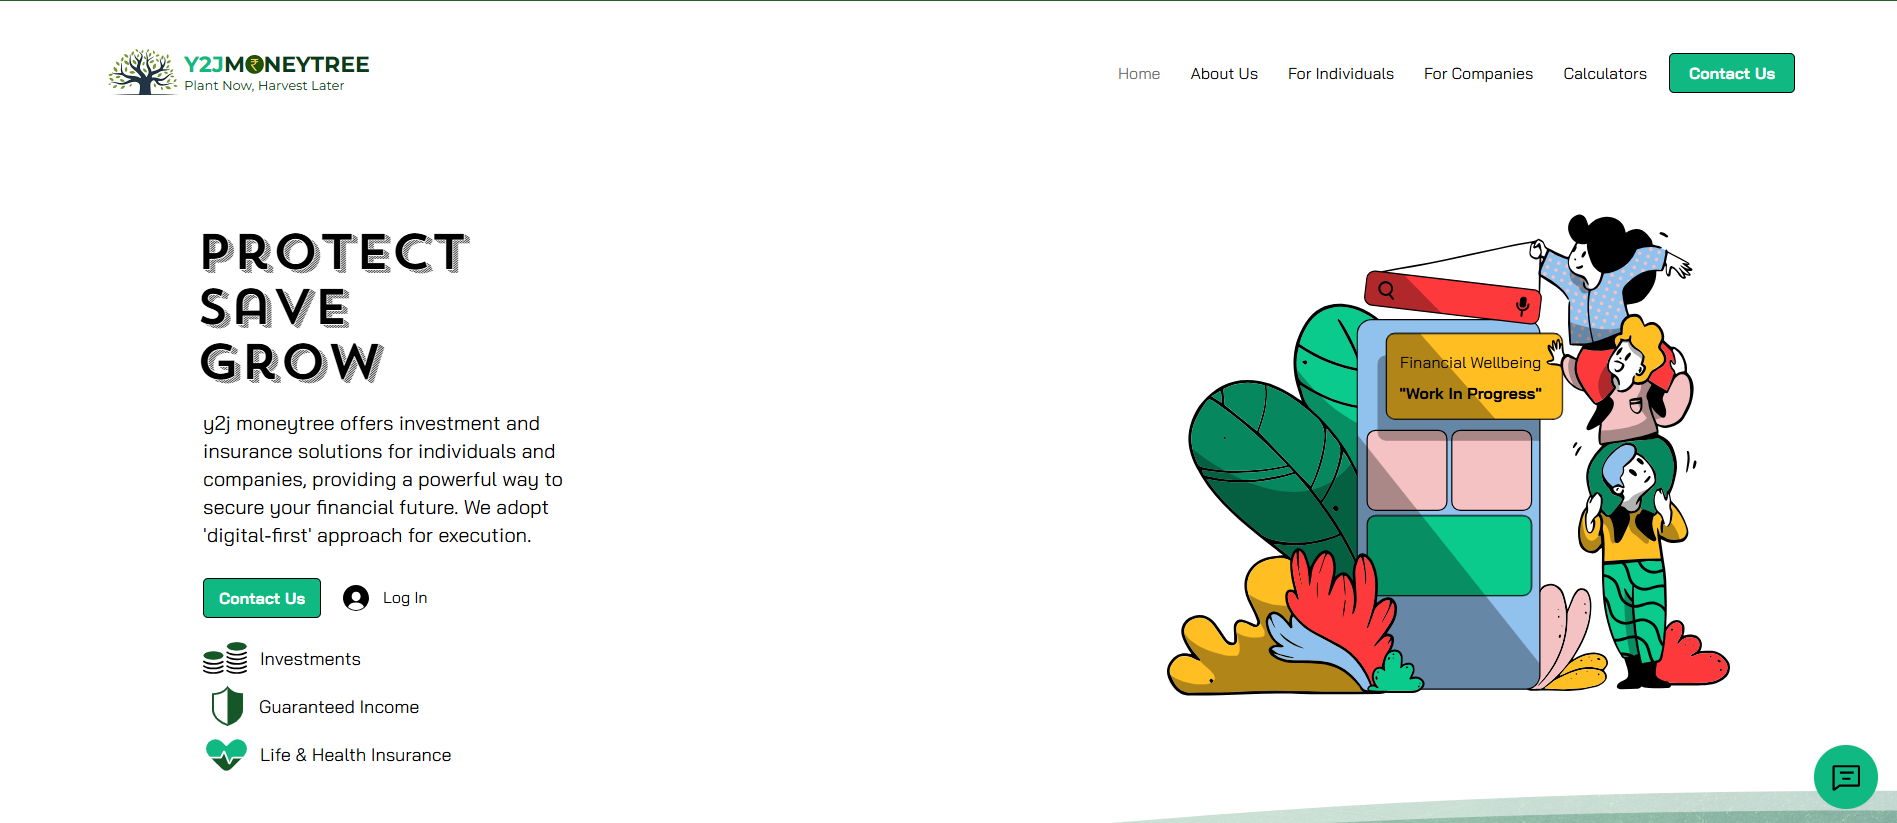 Y2JMONEYTREE
Plant Now, Harvest Later
Home About Us For Individuals For Companies Calculators Contact Us
PROTECT
SAVE
GROW
y2j moneytree offers investment and
insurance solutions for individuals and
companies, providing a powerful way to
secure your financial future. We adopt
'digital-first' approach for execution.
Contact Us Log In
Investments
Guaranteed Income
Life & Health Insurance
Financial Wellbeing
"Work In Progress"